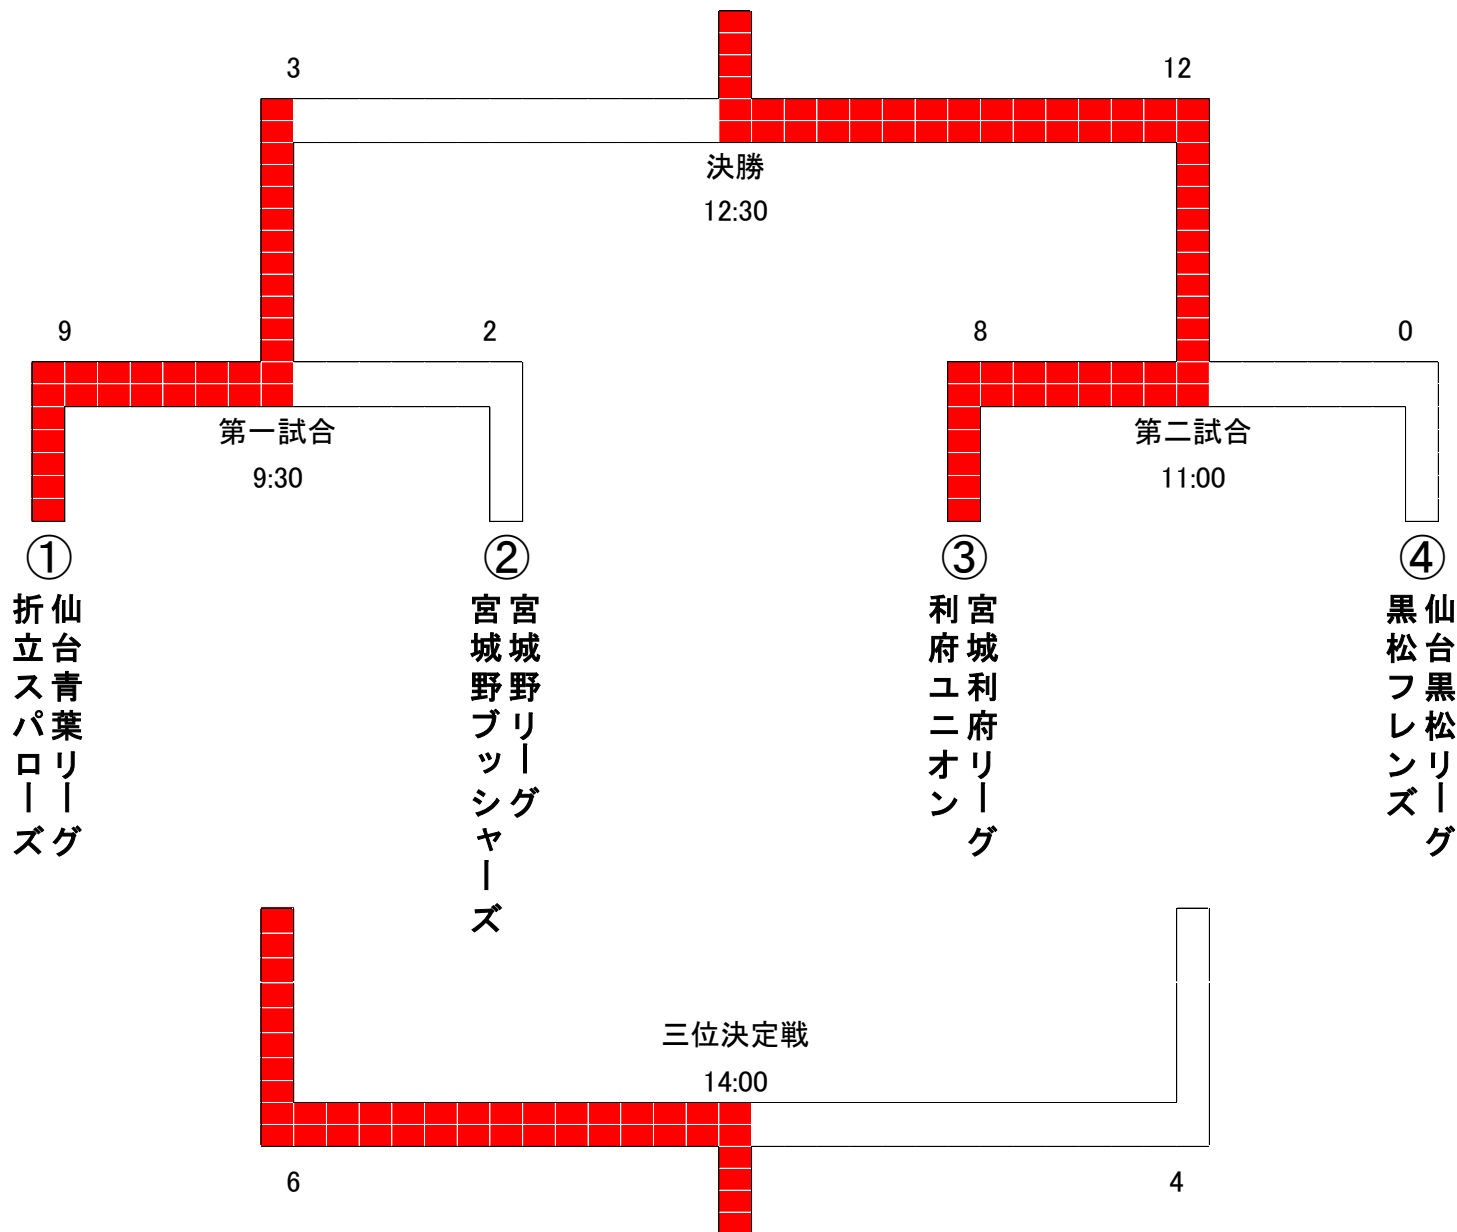 3
12
決勝
12:30
9
2
8
0
第一試合
9:30
第二試合
11:00
①
仙台青葉リーグ
折立スパローズ
②
宮城野リーグ
宮城野ブッシャーズ
③
宮城利府リーグ
利府ユニオン
④
仙台黒松リーグ
黒松フレンズ
三位決定戦
14:00
6
4